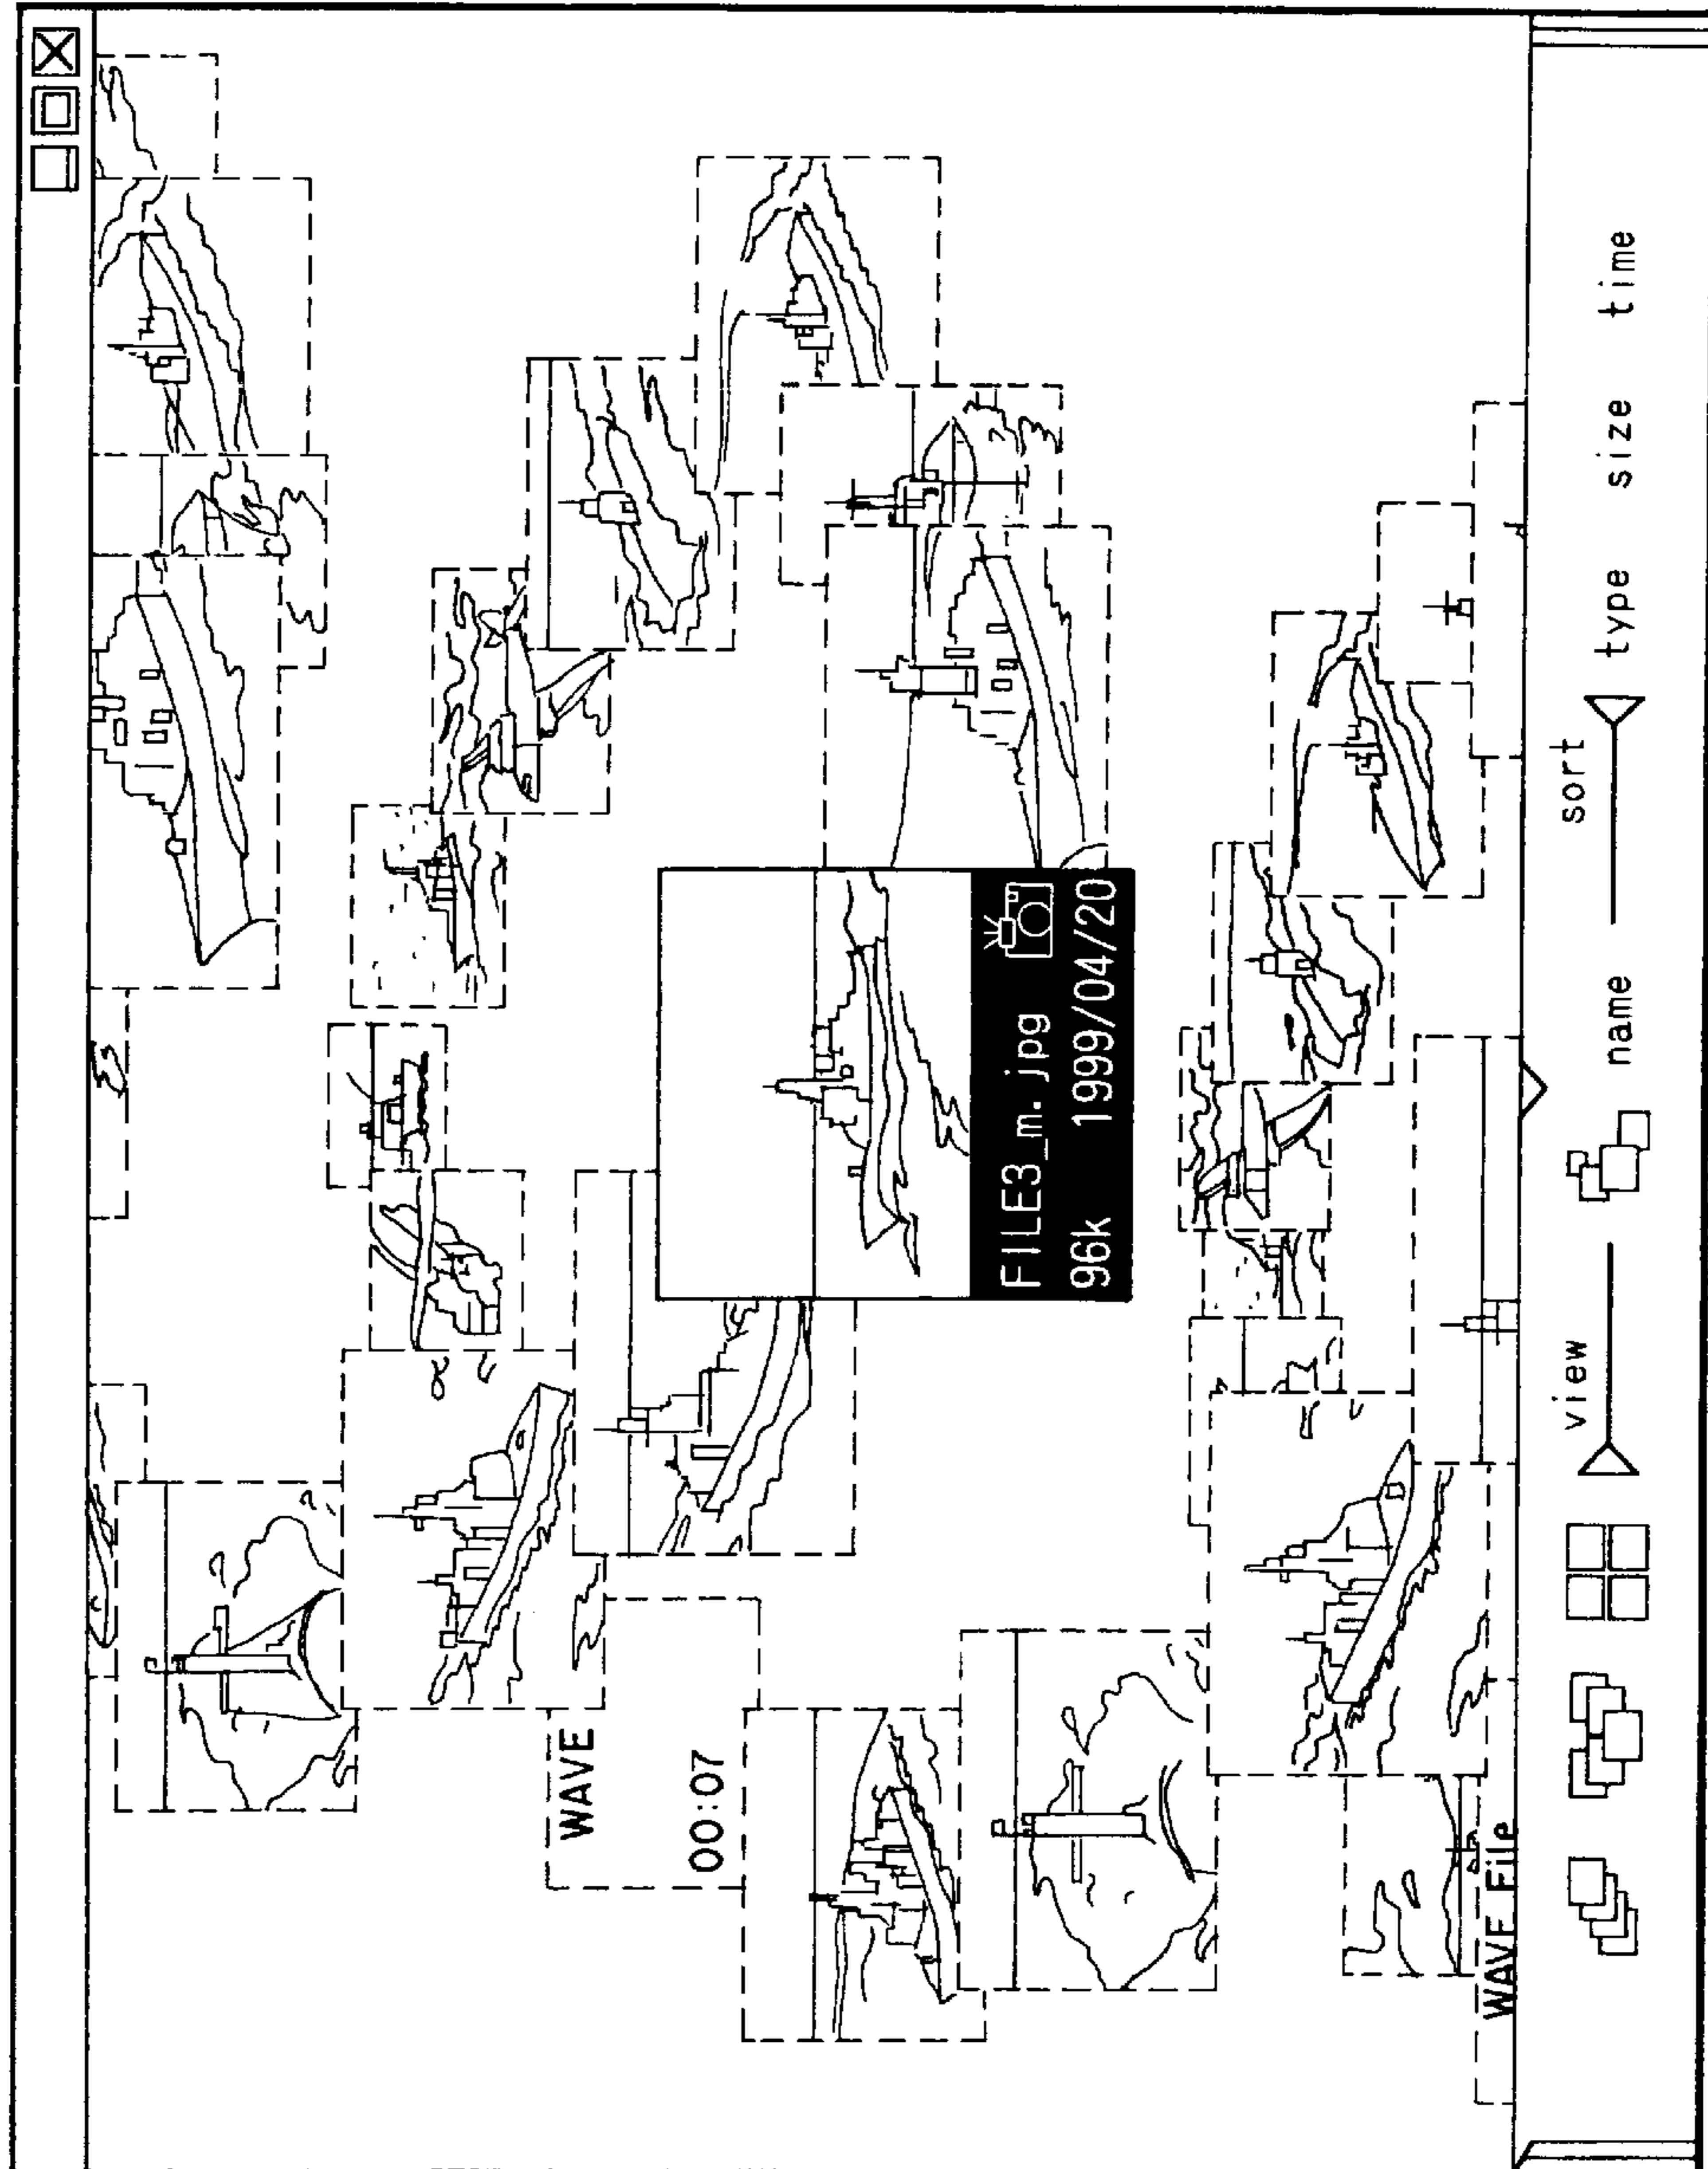 WAVE
00:07
FILE3_m.jpg
96k 1999/04/20
WAVE File
view sort
name type size time